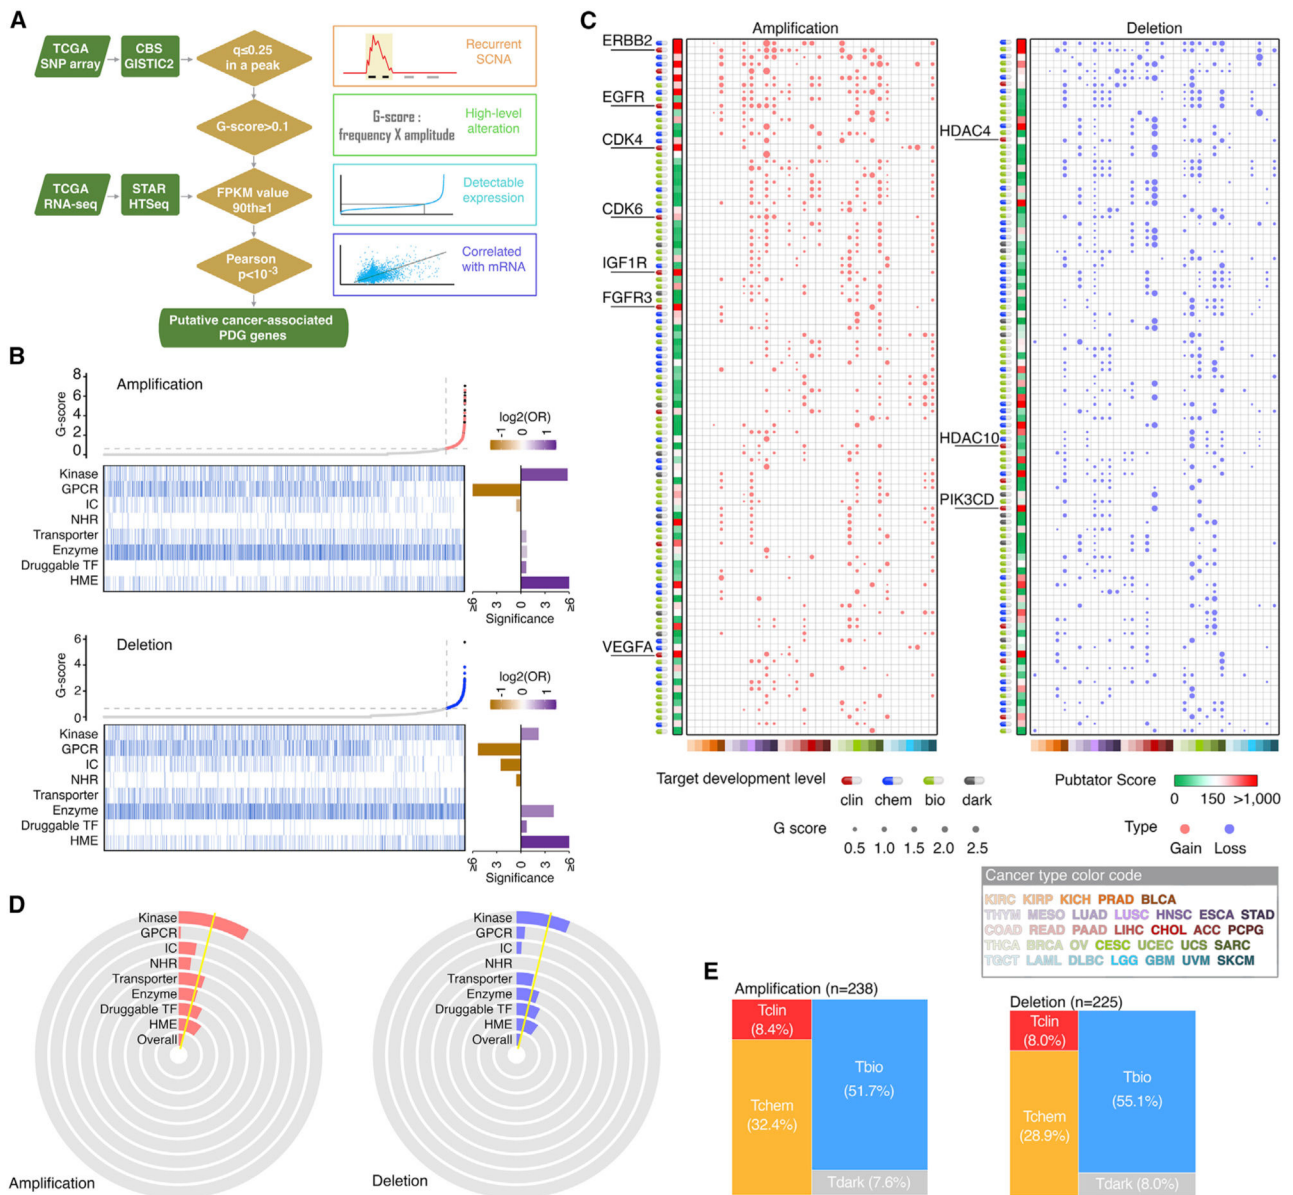 A
TCGA
SNP array
CBS
GISTIC2
q≤0.25
in a peak
Recurrent
SCNA
G-score>0.1
G-score :
frequency X amplitude
High-level
alteration
TCGA
RNA-seq
STAR
HTSeq
FPKM value
90th≥1
Detectable
expression
Pearson
p<10-3
Correlated
with mRNA
Putative cancer-associated
PDG genes
B
Amplification
G-score
8
6
4
2
0
log2(OR)
-1 0 1
Kinase
GPCR
IC
NHR
Transporter
Enzyme
Druggable TF
HME
≥6 3 0 3 ≥6
Significance
Deletion
G-score
6
4
2
0
log2(OR)
-1 0 1
Kinase
GPCR
IC
NHR
Transporter
Enzyme
Druggable TF
HME
≥6 3 0 3 ≥6
Significance
C
Amplification
Deletion
ERBB2
EGFR
CDK4
CDK6
IGF1R
FGFR3
VEGFA
HDAC4
HDAC10
PIK3CD
Target development level
clin chem bio dark
G score
0.5 1.0 1.5 2.0 2.5
Pubtator Score
0 150 >1,000
Type
Gain Loss
Cancer type color code
KIRC KIRP KICH PRAD BLCA
THYM MESO LUAD LUSC HNSC ESCA STAD
COAD READ PAAD LIHC CHOL ACC PCPG
THCA BRCA OV CESC UCEC UCS SARC
TGCT LAML DLBC LGG GBM UVM SKCM
D
Kinase
GPCR
IC
NHR
Transporter
Enzyme
Druggable TF
HME
Overall
Amplification
Kinase
GPCR
IC
NHR
Transporter
Enzyme
Druggable TF
HME
Overall
Deletion
E
Amplification (n=238)
Tclin
(8.4%)
Tchem
(32.4%)
Tbio
(51.7%)
Tdark (7.6%)
Deletion (n=225)
Tclin
(8.0%)
Tchem
(28.9%)
Tbio
(55.1%)
Tdark (8.0%)